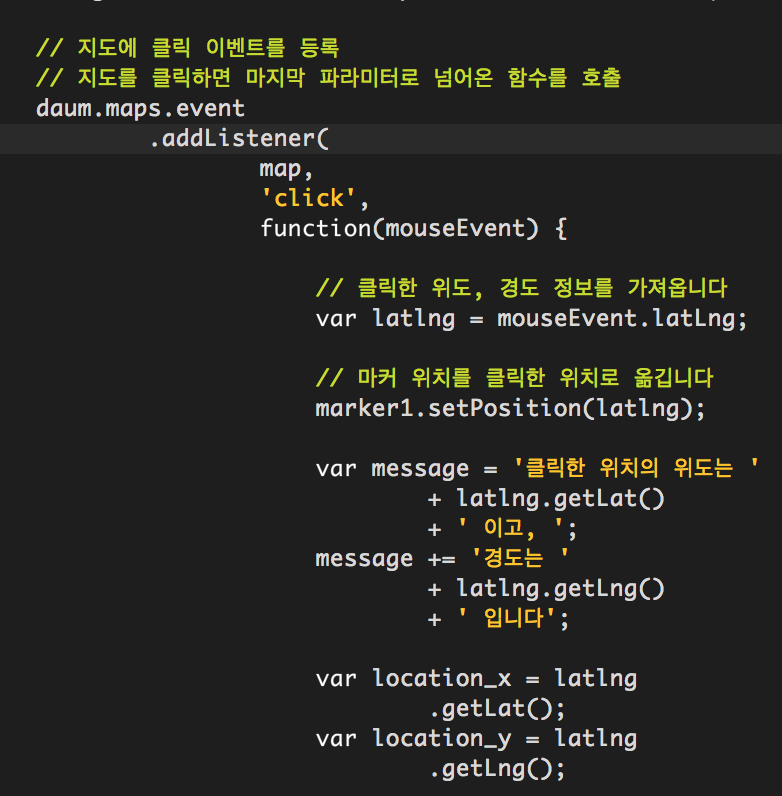 // 지도에 클릭 이벤트를 등록
// 지도를 클릭하면 마지막 파라미터로 넘어온 함수를 호출
daum.maps.event
.addListener(
map,
'click',
function(mouseEvent) {
// 클릭한 위도, 경도 정보를 가져옵니다
var latlng = mouseEvent.latLng;
// 마커 위치를 클릭한 위치로 옮깁니다
marker1.setPosition(latlng);
var message = '클릭한 위치의 위도는 '
+ latlng.getLat()
+ ' 이고, ';
message += '경도는 '
+ latlng.getLng()
+ ' 입니다';
var location_x = latlng
.getLat();
var location_y = latlng
.getLng();